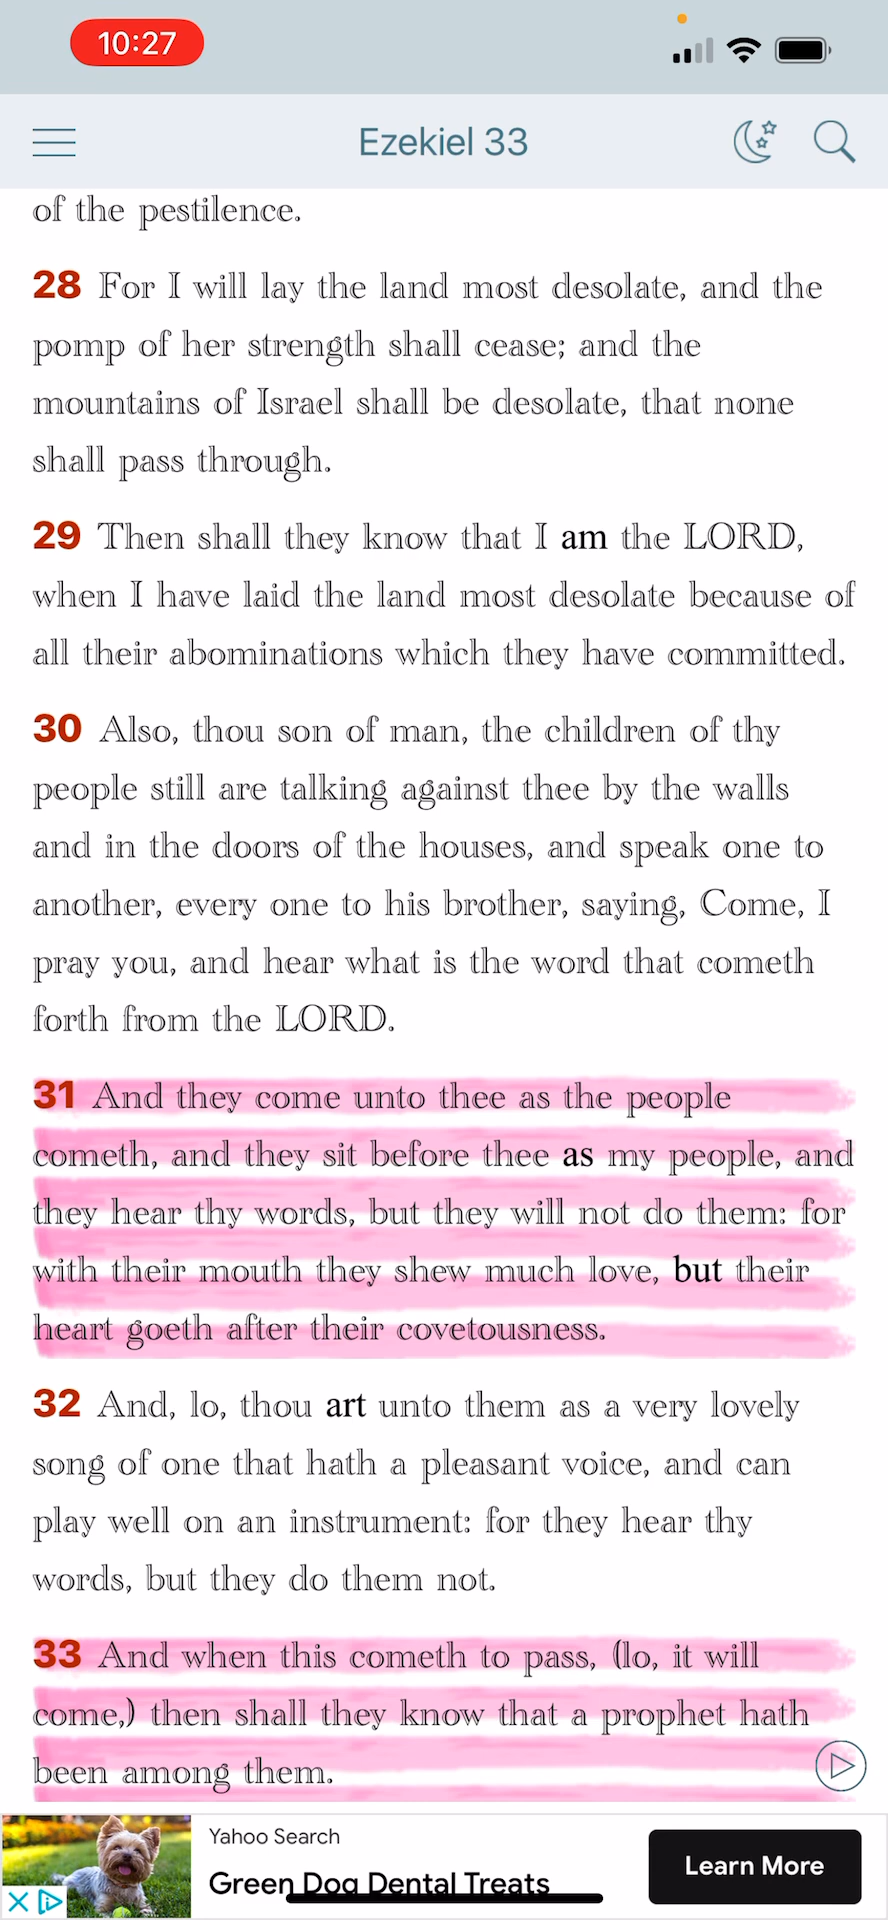 10:27
Ezekiel 33
of the pestilence.
28 For I will lay the land most desolate, and the
pomp of her strength shall cease; and the
mountains of Israel shall be desolate, that none
shall pass through.
29 Then shall they know that I am the LORD,
when I have laid the land most desolate because of
all their abominations which they have committed.
30 Also, thou son of man, the children of thy
people still are talking against thee by the walls
and in the doors of the houses, and speak one to
another, every one to his brother, saying, Come, I
pray you, and hear what is the word that cometh
forth from the LORD.
31 And they come unto thee as the people
cometh, and they sit before thee as my people, and
they hear thy words, but they will not do them: for
with their mouth they shew much love, but their
heart goeth after their covetousness.
32 And, lo, thou art unto them as a very lovely
song of one that hath a pleasant voice, and can
play well on an instrument: for they hear thy
words, but they do them not.
33 And when this cometh to pass, (lo, it will
come,) then shall they know that a prophet hath
been among them.
Yahoo Search
Green Dog Dental Treats
Learn More